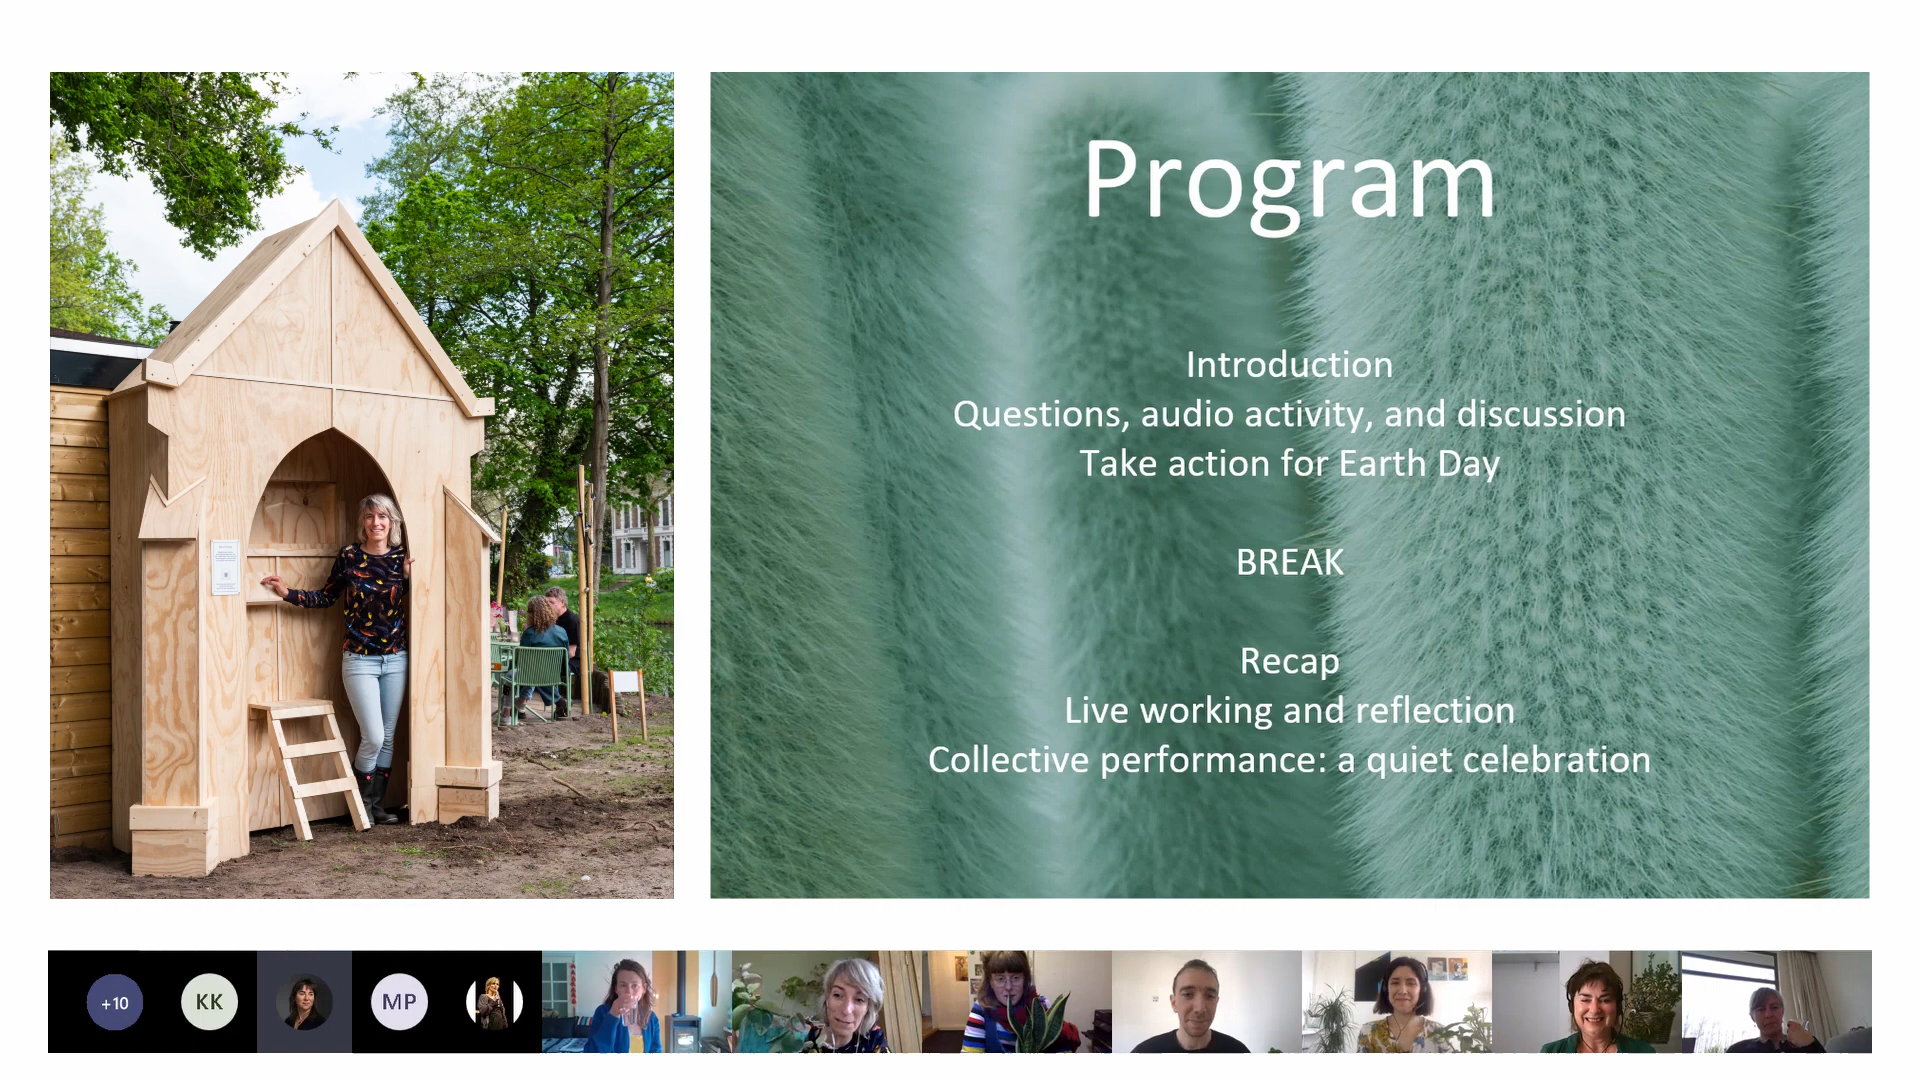 Program
Introduction
Questions, audio activity, and discussion
Take action for Earth Day
BREAK
Recap
Live working and reflection
Collective performance: a quiet celebration
+10
KK
MP